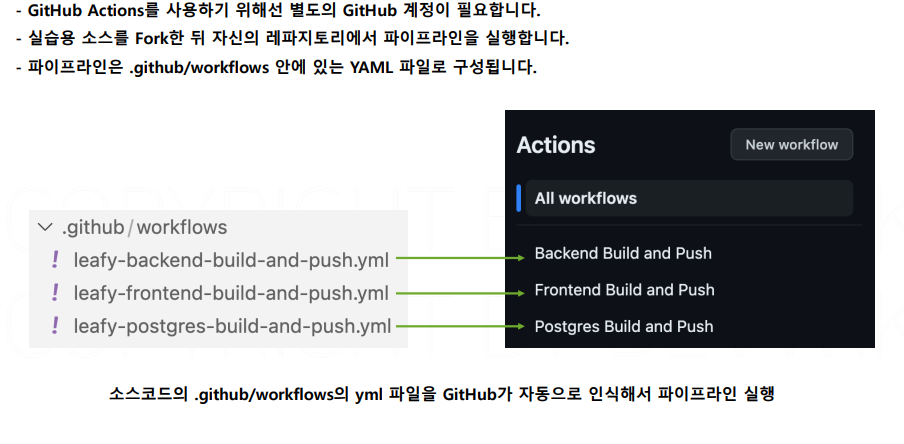 - GitHub Actions를 사용하기 위해선 별도의 GitHub 계정이 필요합니다.
- 실습용 소스를 Fork한 뒤 자신의 레파지토리에서 파이프라인을 실행합니다.
- 파이프라인은 .github/workflows 안에 있는 YAML 파일로 구성됩니다.
.github/workflows
! leafy-backend-build-and-push.yml
! leafy-frontend-build-and-push.yml
! leafy-postgres-build-and-push.yml
Actions
New workflow
All workflows
Backend Build and Push
Frontend Build and Push
Postgres Build and Push
소스코드의 .github/workflows의 yml 파일을 GitHub가 자동으로 인식해서 파이프라인 실행